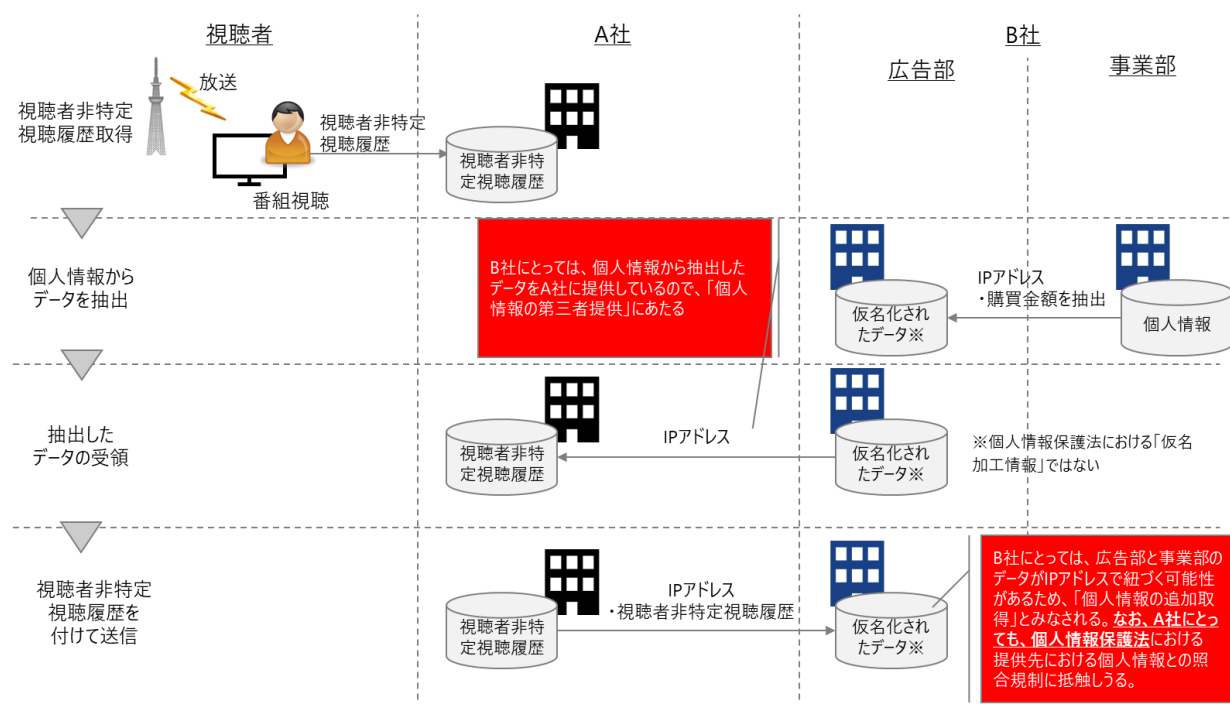 視聴者
A社
B社
広告部
事業部
視聴者非特定
視聴履歴取得
放送
番組視聴
視聴者非特定
視聴履歴
視聴者非特
定視聴履歴
個人情報から
データを抽出
B社にとっては、個人情報から抽出した
データをA社に提供しているので、「個人
情報の第三者提供」にあたる
仮名化され
たデータ※
IPアドレス
・購買金額を抽出
個人情報
抽出した
データの受領
視聴者非特
定視聴履歴
IPアドレス
仮名化され
たデータ※
※個人情報保護法における「仮名
加工情報」ではない
視聴者非特定
視聴履歴を
付けて送信
視聴者非特
定視聴履歴
IPアドレス
・視聴者非特定視聴履歴
仮名化され
たデータ※
B社にとっては、広告部と事業部の
データがIPアドレスで紐づく可能性
があるため、「個人情報の追加取
得」とみなされる。なお、A社にとっ
ても、個人情報保護法における
提供先における個人情報との照
合規制に抵触しうる。